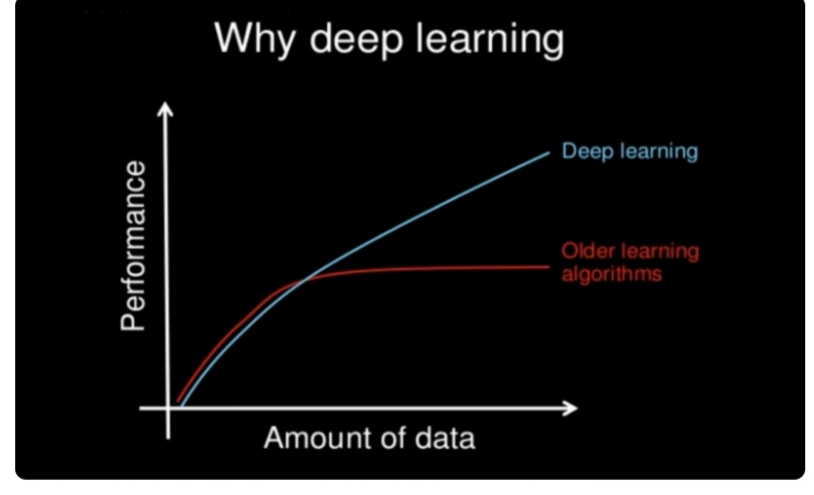 Why deep learning
Performance
Deep learning
Older learning
algorithms
Amount of data